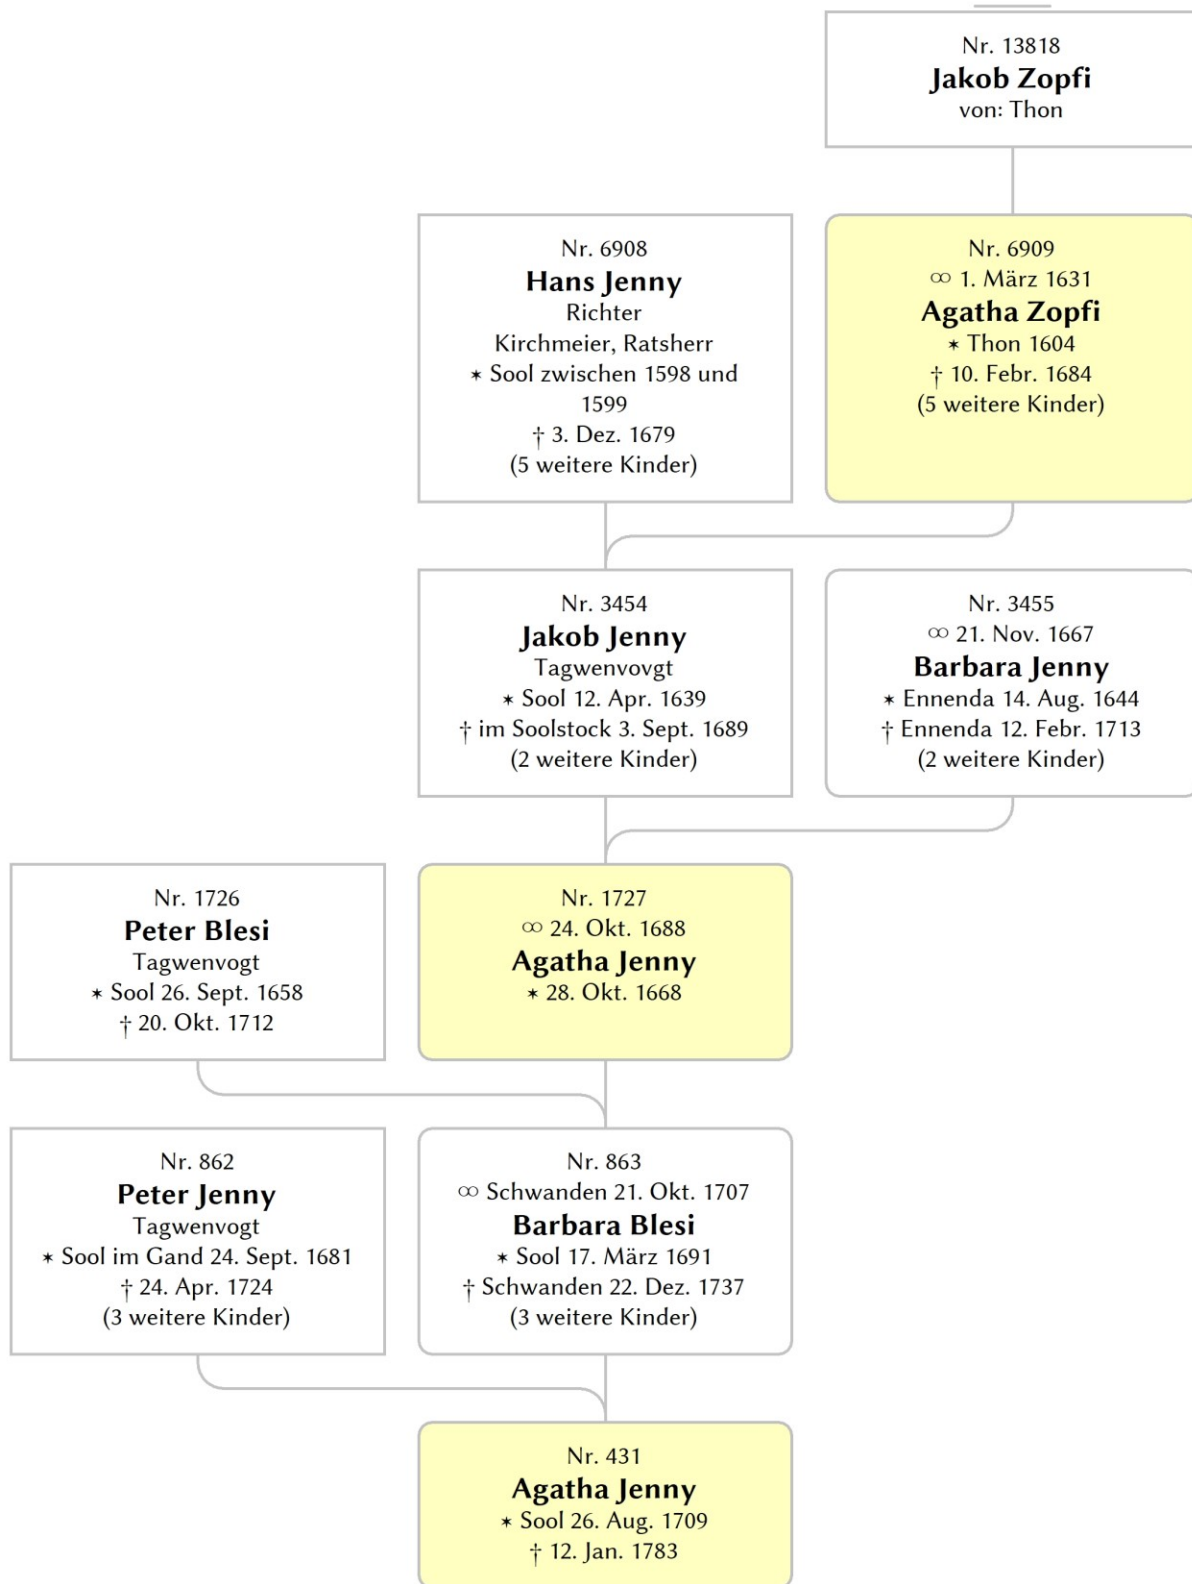 Nr. 13818
Jakob Zopfi
von: Thon
Nr. 6908
Hans Jenny
Richter
Kirchmeier, Ratsherr
✶ Sool zwischen 1598 und
1599
† 3. Dez. 1679
(5 weitere Kinder)
Nr. 6909
∞ 1. März 1631
Agatha Zopfi
✶ Thon 1604
† 10. Febr. 1684
(5 weitere Kinder)
Nr. 3454
Jakob Jenny
Tagwenvovgt
✶ Sool 12. Apr. 1639
† im Soolstock 3. Sept. 1689
(2 weitere Kinder)
Nr. 3455
∞ 21. Nov. 1667
Barbara Jenny
✶ Ennenda 14. Aug. 1644
† Ennenda 12. Febr. 1713
(2 weitere Kinder)
Nr. 1726
Peter Blesi
Tagwenvogt
✶ Sool 26. Sept. 1658
† 20. Okt. 1712
Nr. 1727
∞ 24. Okt. 1688
Agatha Jenny
✶ 28. Okt. 1668
Nr. 862
Peter Jenny
Tagwenvogt
✶ Sool im Gand 24. Sept. 1681
† 24. Apr. 1724
(3 weitere Kinder)
Nr. 863
∞ Schwanden 21. Okt. 1707
Barbara Blesi
✶ Sool 17. März 1691
† Schwanden 22. Dez. 1737
(3 weitere Kinder)
Nr. 431
Agatha Jenny
✶ Sool 26. Aug. 1709
† 12. Jan. 1783